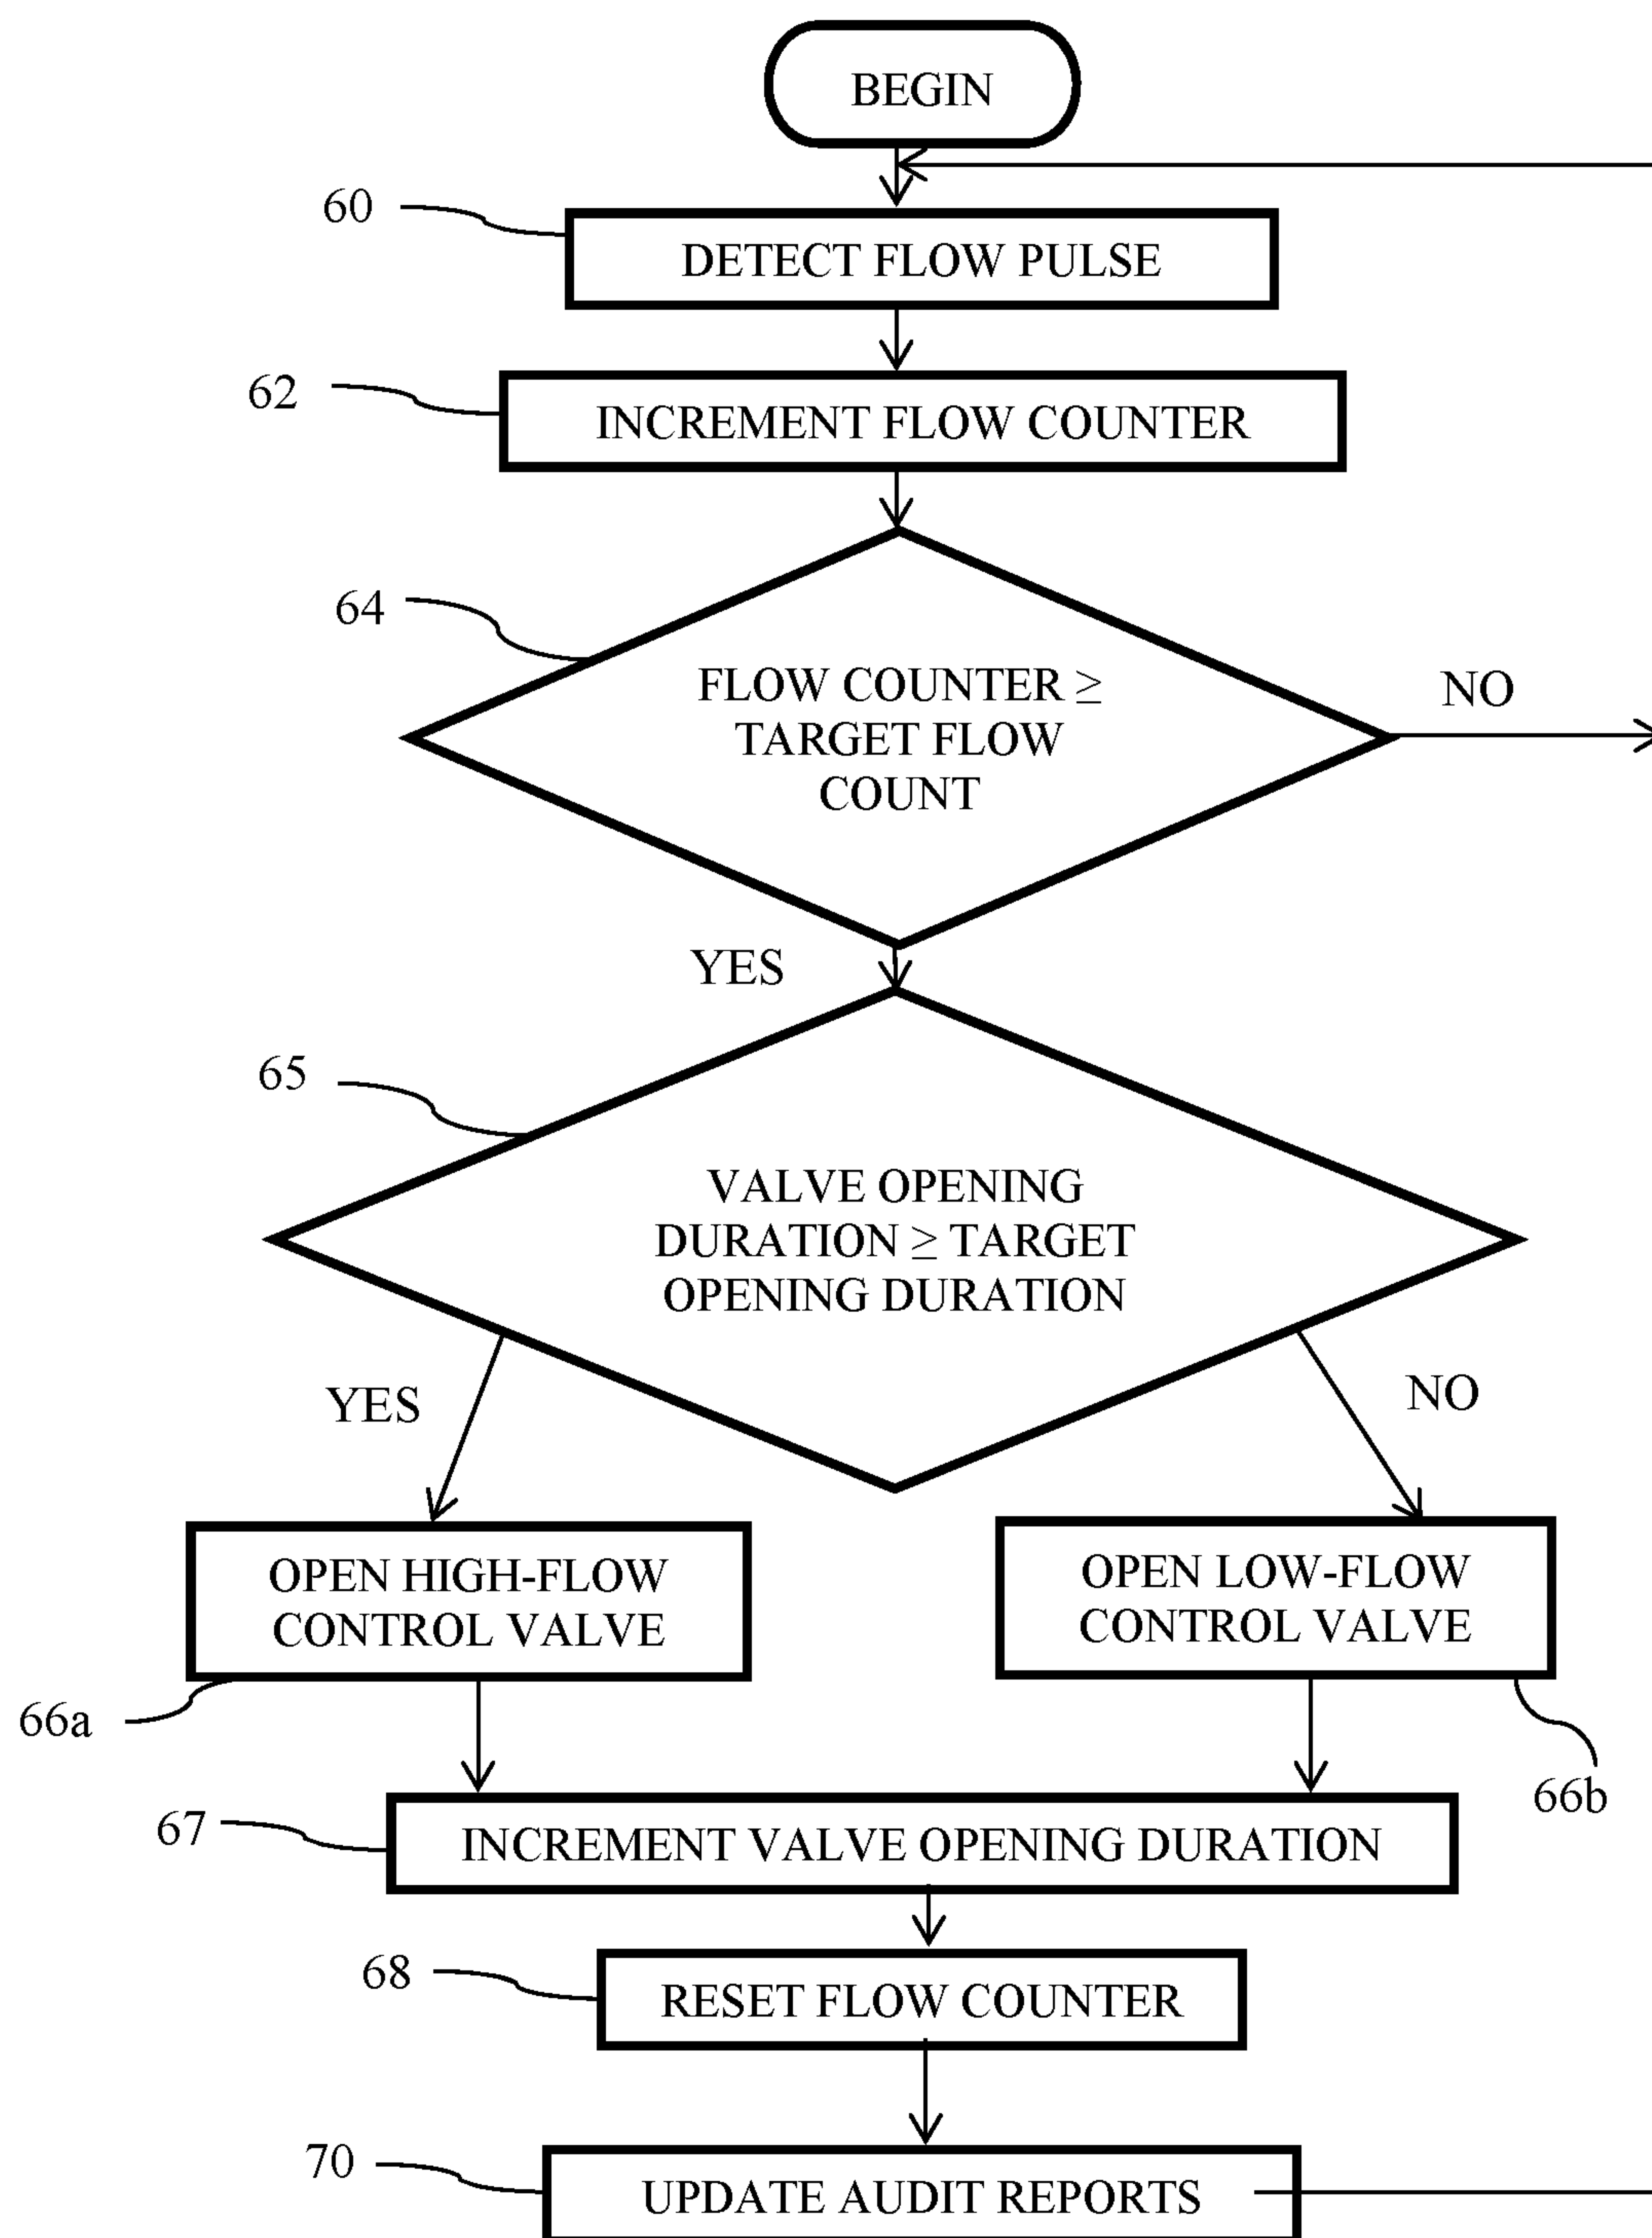 BEGIN
60
DETECT FLOW PULSE
62
INCREMENT FLOW COUNTER
64
FLOW COUNTER ≥
TARGET FLOW
COUNT
NO
YES
65
VALVE OPENING
DURATION ≥ TARGET
OPENING DURATION
YES
NO
OPEN HIGH-FLOW
CONTROL VALVE
OPEN LOW-FLOW
CONTROL VALVE
66a
66b
67
INCREMENT VALVE OPENING DURATION
68
RESET FLOW COUNTER
70
UPDATE AUDIT REPORTS